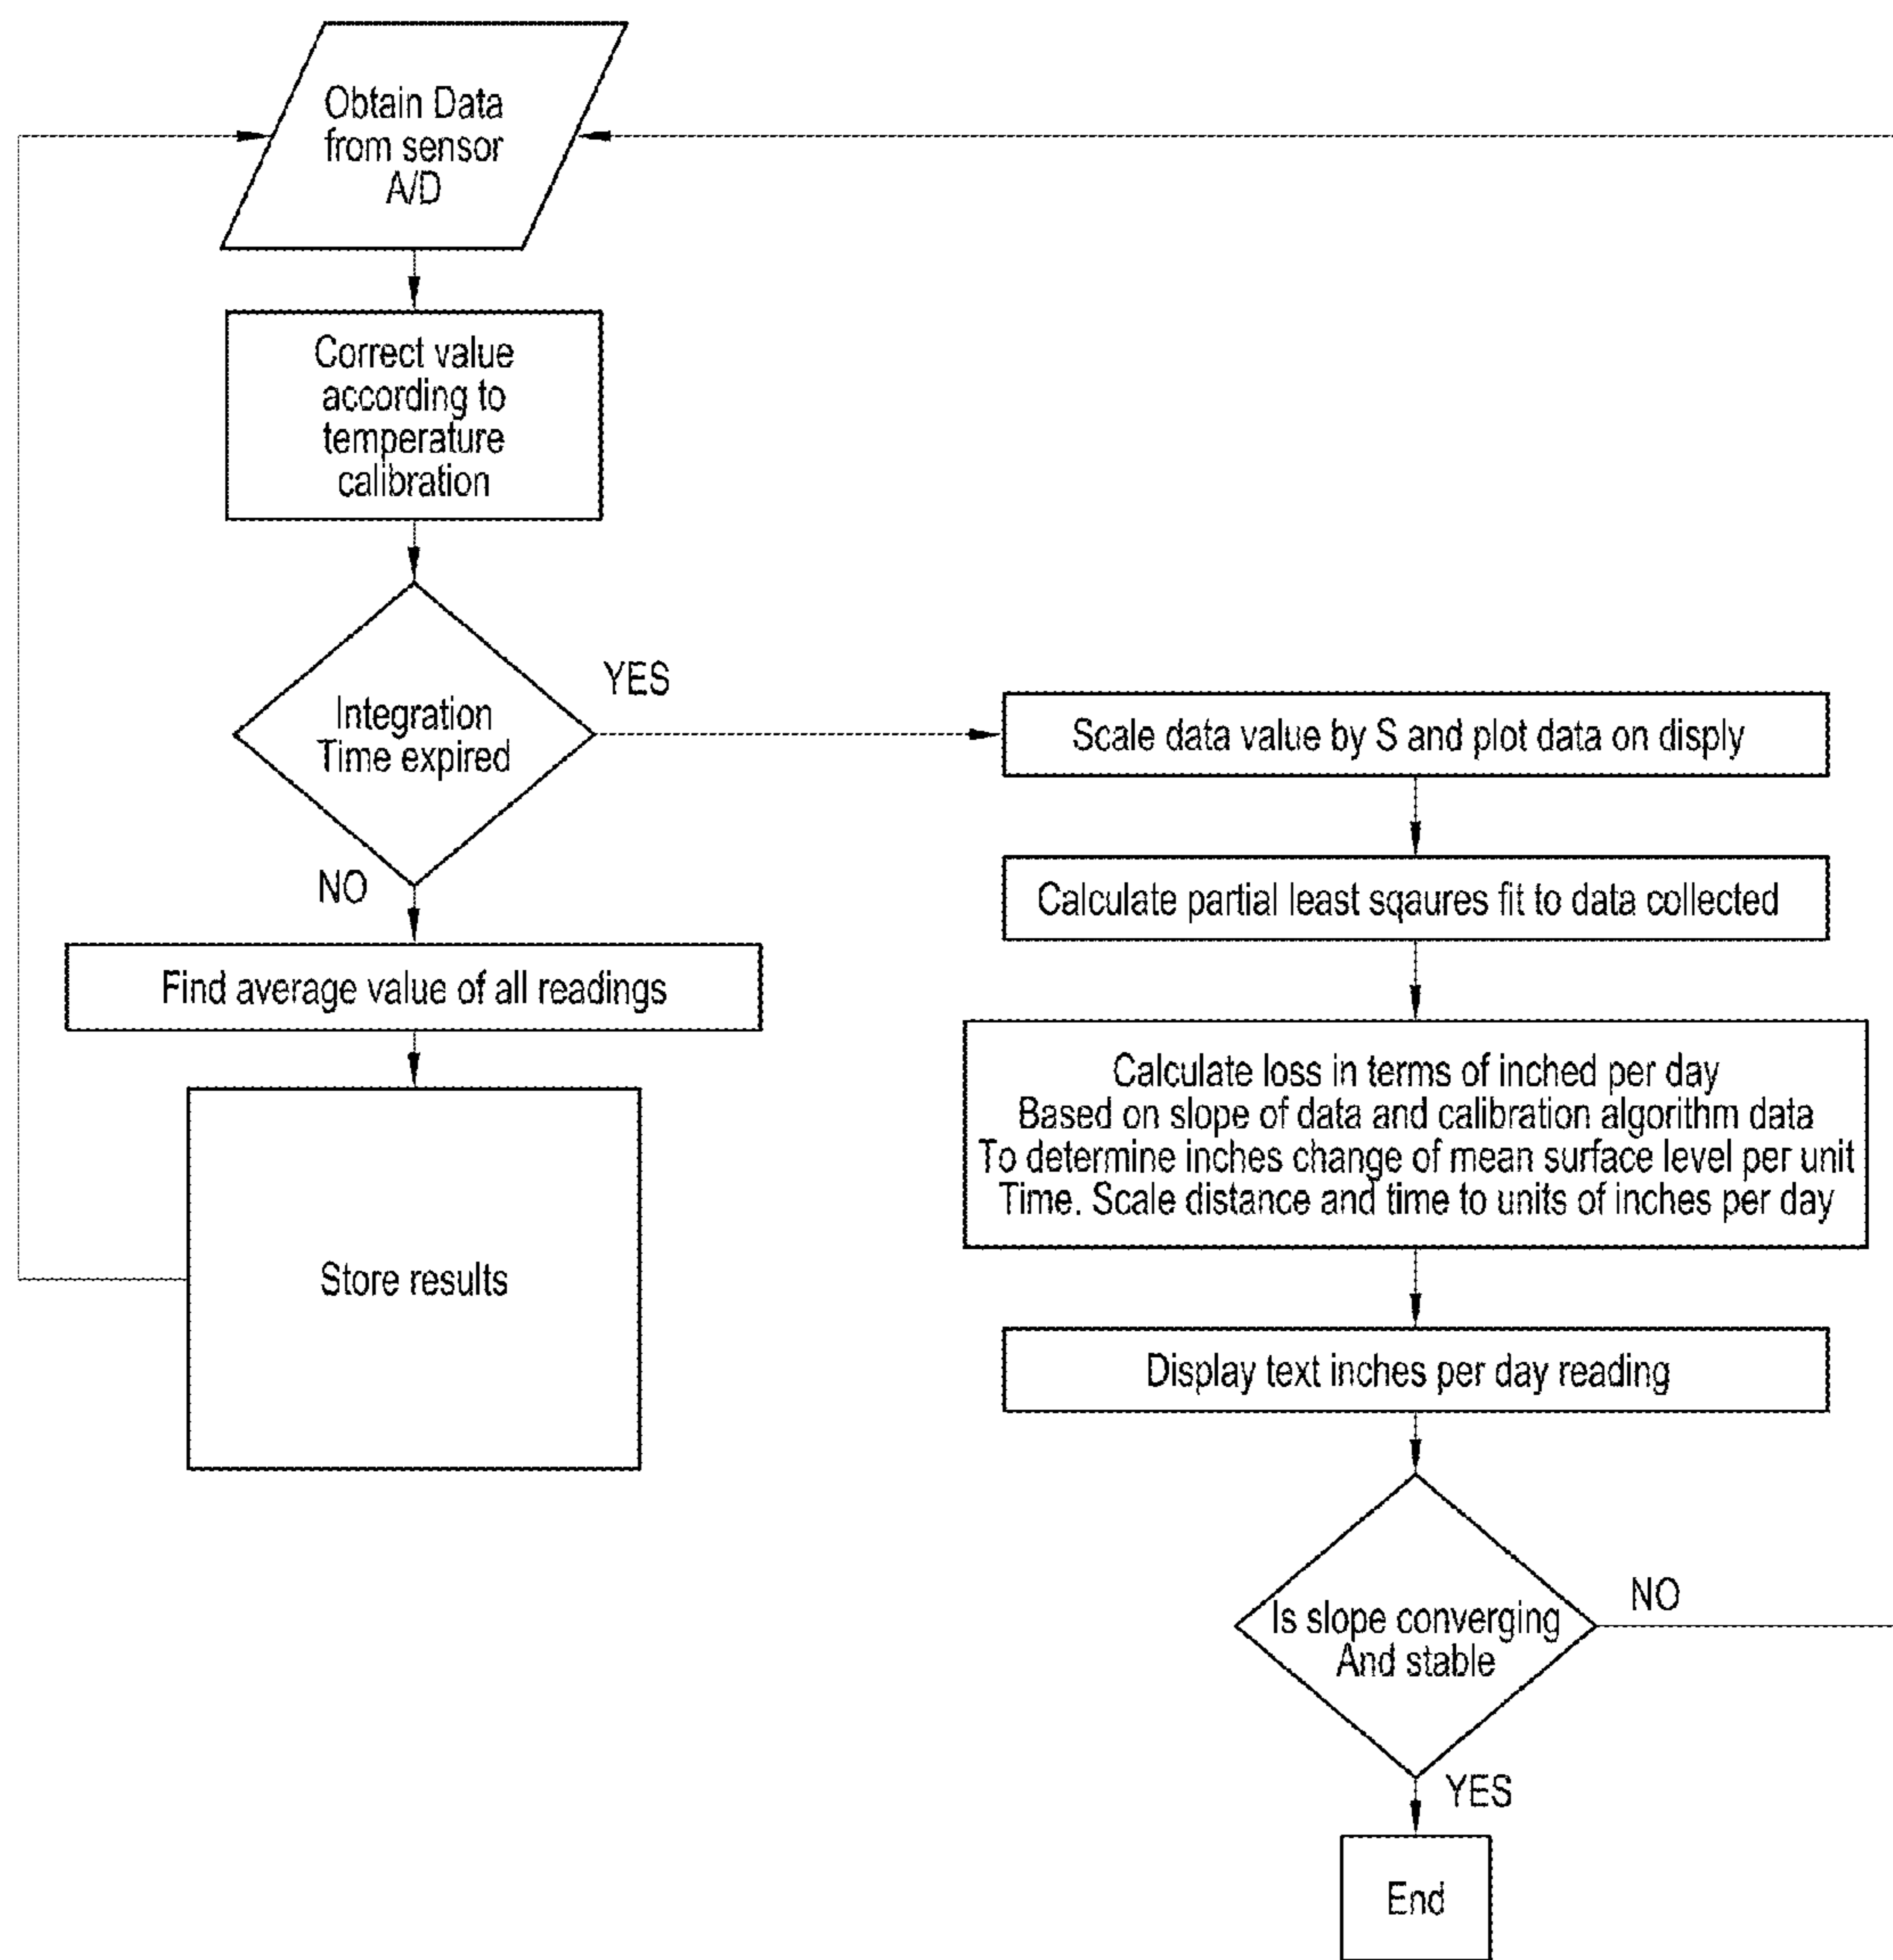 Obtain Data
from sensor
A/D
Correct value
according to
temperature
calibration
Integration
Time expired
YES
NO
Find average value of all readings
Store results
Scale data value by S and plot data on disply
Calculate partial least sqaures fit to data collected
Calculate loss in terms of inched per day
Based on slope of data and calibration algorithm data
To determine inches change of mean surface level per unit
Time. Scale distance and time to units of inches per day
Display text inches per day reading
Is slope converging
And stable
NO
YES
End